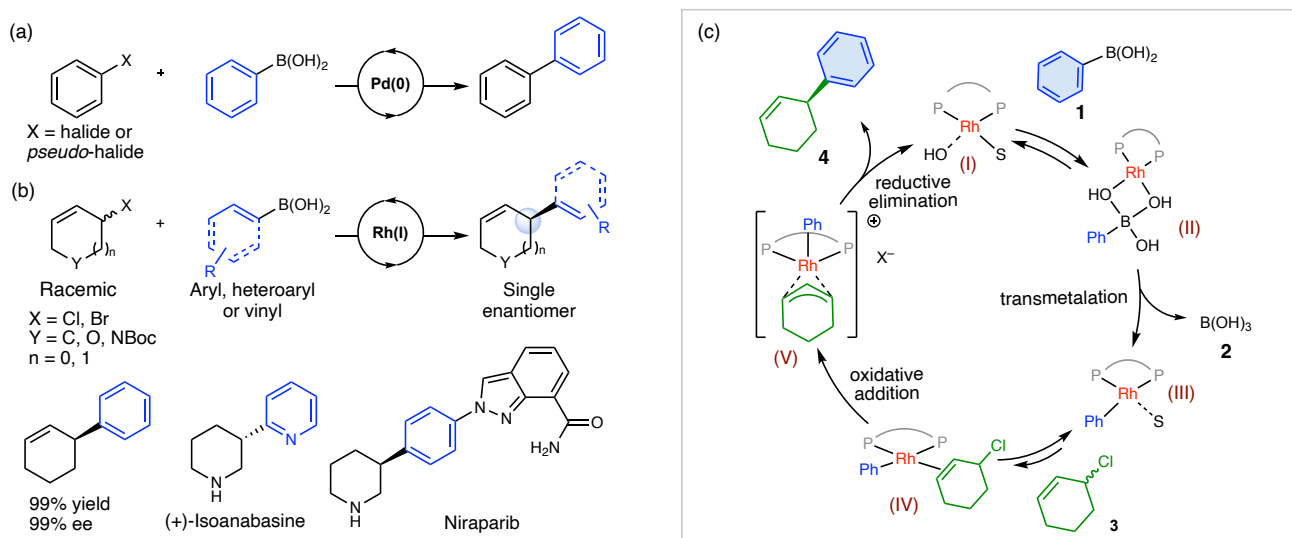 (a)
X
+
B(OH)2
Pd(0)
X = halide or
pseudo-halide
(b)
X
( )n
Y
+
B(OH)2
R
Rh(I)
( )n
Y
R
Racemic
Aryl, heteroaryl
or vinyl
Single
enantiomer
X = Cl, Br
Y = C, O, NBoc
n = 0, 1
99% yield
99% ee
N
N
H
(+)-Isoanabasine
N
N
O
H2N
N
H
Niraparib
(c)
4
P
P
Rh
HO
S
(I)
B(OH)2
1
reductive
elimination
P
P
Rh
HO
OH
B
Ph
OH
(II)
Ph
P
P
Rh
⊕
X–
(V)
transmetalation
B(OH)3
2
P
P
Rh
Ph
S
(III)
oxidative
addition
P
P
Rh
Ph
Cl
(IV)
Cl
3